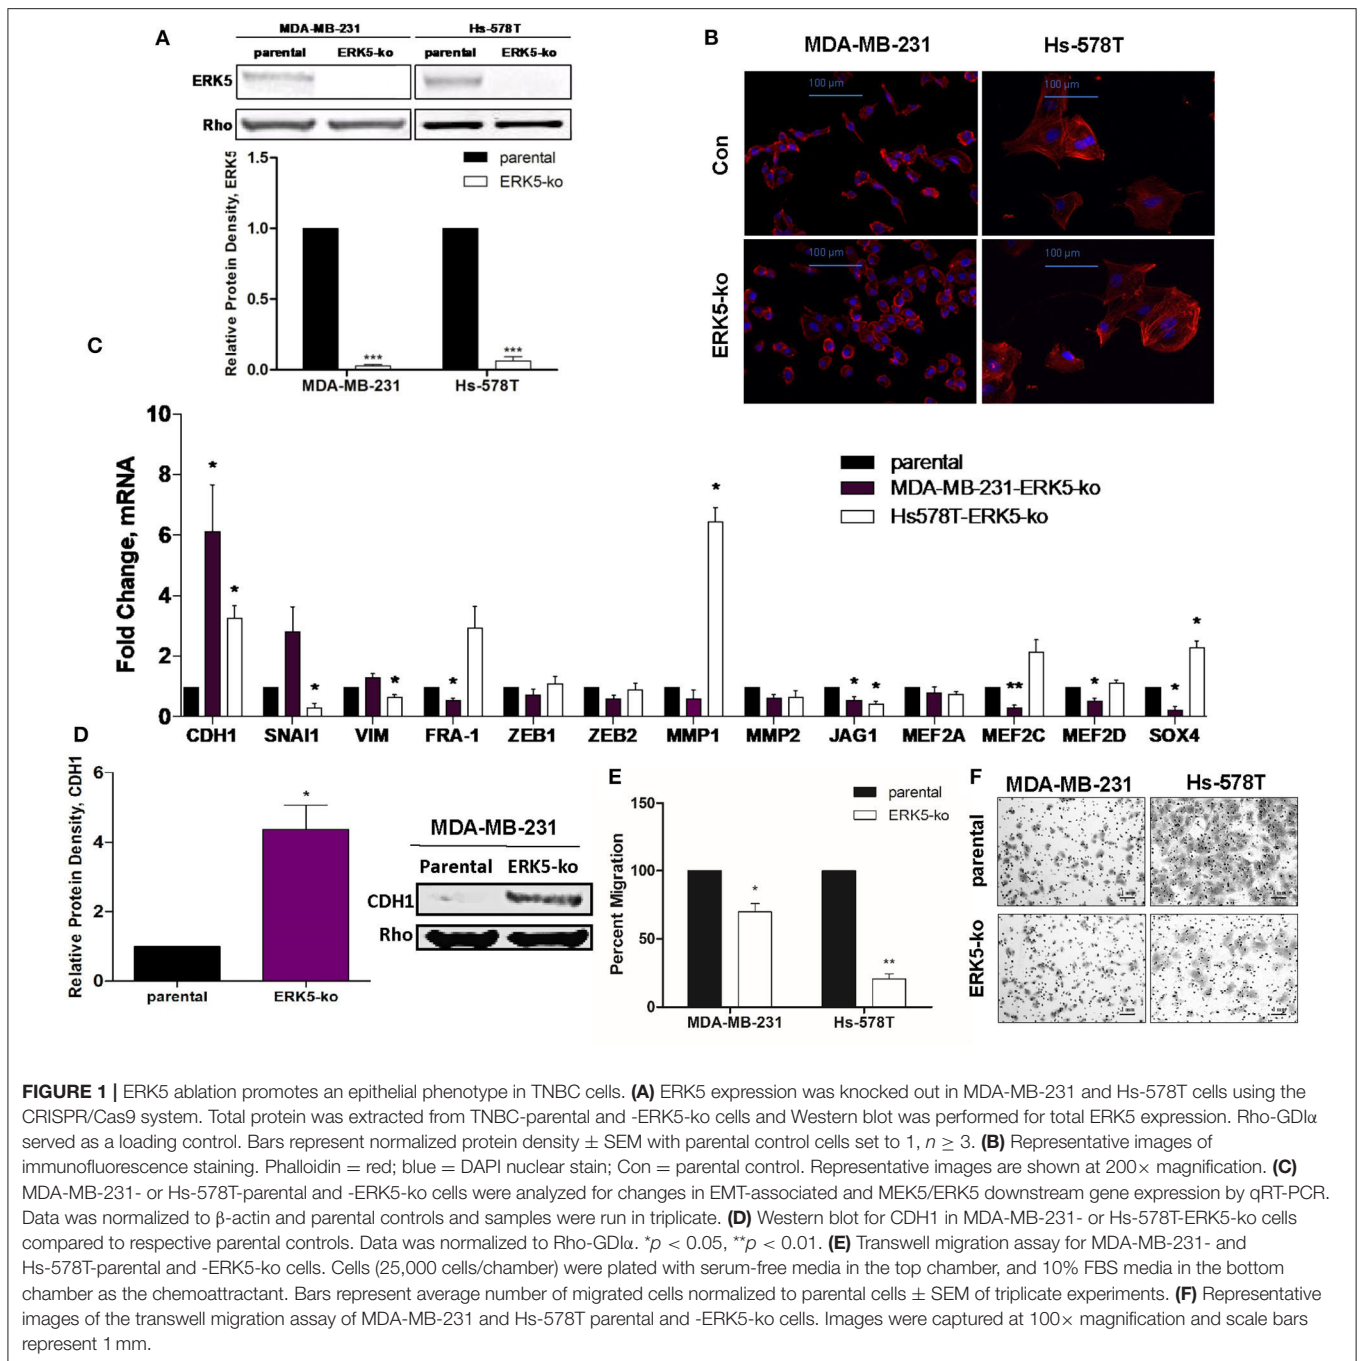 A
MDA-MB-231 Hs-578T
parental ERK5-ko parental ERK5-ko
ERK5
Rho
Relative Protein Density, ERK5
1.5
1.0
0.5
0.0
parental
ERK5-ko
*** ***
MDA-MB-231 Hs-578T
B
MDA-MB-231 Hs-578T
Con
ERK5-ko
100 µm 100 µm
100 µm 100 µm
C
Fold Change, mRNA
10
8
6
4
2
0
parental
MDA-MB-231-ERK5-ko
Hs578T-ERK5-ko
* * * * * * * * ** * * *
CDH1 SNAI1 VIM FRA-1 ZEB1 ZEB2 MMP1 MMP2 JAG1 MEF2A MEF2C MEF2D SOX4
D
Relative Protein Density, CDH1
6
4
2
0
*
parental ERK5-ko
MDA-MB-231
Parental ERK5-ko
CDH1
Rho
E
Percent Migration
150
100
50
0
parental
ERK5-ko
* **
MDA-MB-231 Hs-578T
F
MDA-MB-231 Hs-578T
parental
ERK5-ko
1 mm 1 mm
1 mm 1 mm
FIGURE 1 | ERK5 ablation promotes an epithelial phenotype in TNBC cells. (A) ERK5 expression was knocked out in MDA-MB-231 and Hs-578T cells using the
CRISPR/Cas9 system. Total protein was extracted from TNBC-parental and -ERK5-ko cells and Western blot was performed for total ERK5 expression. Rho-GDIα
served as a loading control. Bars represent normalized protein density ± SEM with parental control cells set to 1, n ≥ 3. (B) Representative images of
immunofluorescence staining. Phalloidin = red; blue = DAPI nuclear stain; Con = parental control. Representative images are shown at 200× magnification. (C)
MDA-MB-231- or Hs-578T-parental and -ERK5-ko cells were analyzed for changes in EMT-associated and MEK5/ERK5 downstream gene expression by qRT-PCR.
Data was normalized to β-actin and parental controls and samples were run in triplicate. (D) Western blot for CDH1 in MDA-MB-231- or Hs-578T-ERK5-ko cells
compared to respective parental controls. Data was normalized to Rho-GDIα. *p < 0.05, **p < 0.01. (E) Transwell migration assay for MDA-MB-231- and
Hs-578T-parental and -ERK5-ko cells. Cells (25,000 cells/chamber) were plated with serum-free media in the top chamber, and 10% FBS media in the bottom
chamber as the chemoattractant. Bars represent average number of migrated cells normalized to parental cells ± SEM of triplicate experiments. (F) Representative
images of the transwell migration assay of MDA-MB-231 and Hs-578T parental and -ERK5-ko cells. Images were captured at 100× magnification and scale bars
represent 1 mm.